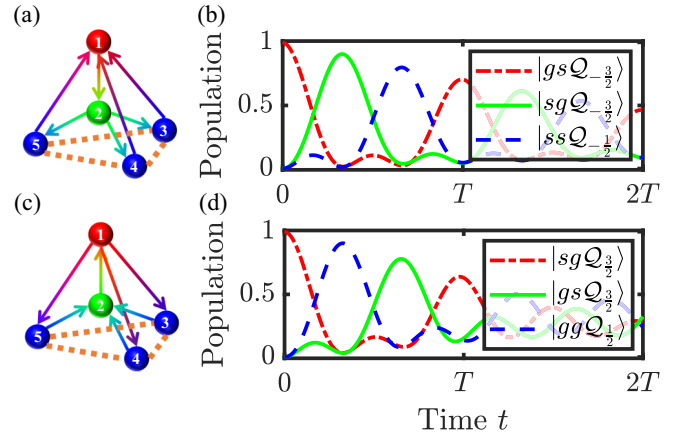 (a)
1
2
3
4
5
(b)
Population
1
0.5
0
0
T
2T
|gsQ_{-3/2}⟩
|sgQ_{-3/2}⟩
|ssQ_{-1/2}⟩
(c)
1
2
3
4
5
(d)
Population
1
0.5
0
0
T
2T
|sgQ_{3/2}⟩
|gsQ_{3/2}⟩
|ggQ_{1/2}⟩
Time t